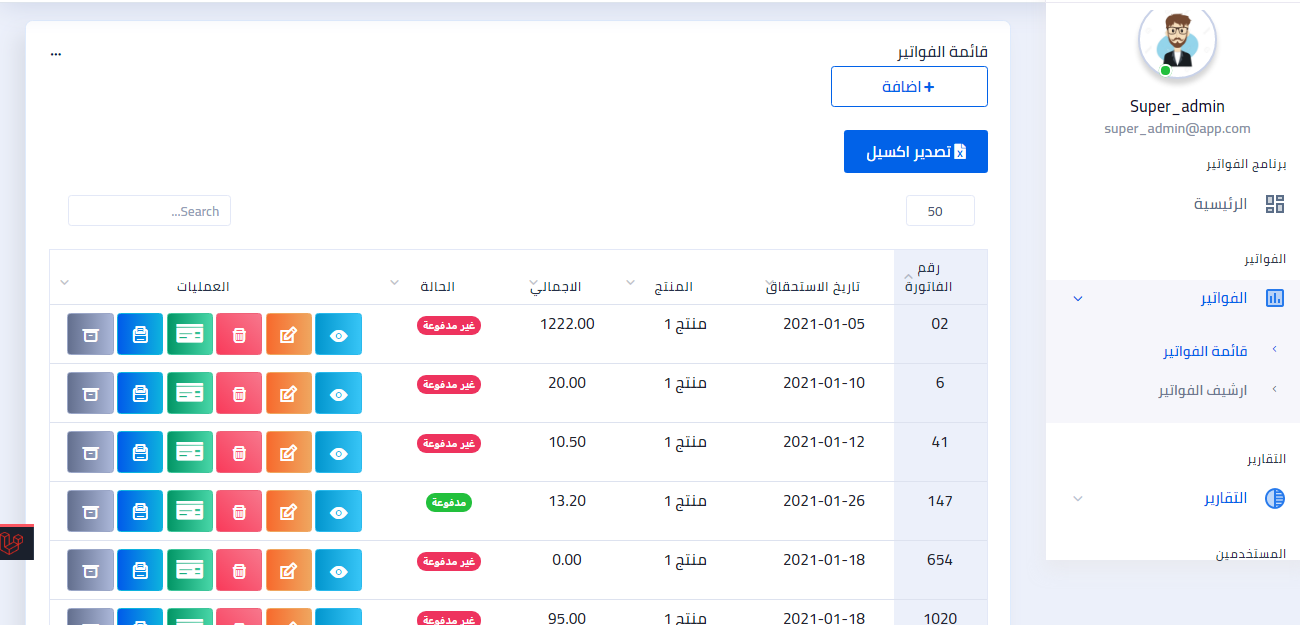 Super_admin
super_admin@app.com
برنامج الفواتير
الرئيسية
الفواتير
الفواتير
قائمة الفواتير
ارشيف الفواتير
التقارير
التقارير
المستخدمين
قائمة الفواتير
...
+ اضافة
تصدير اكسيل
50
Search...
رقم الفاتورة تاريخ الاستحقاق المنتج الاجمالي الحالة العمليات
02 2021-01-05 منتج 1 1222.00 غير مدفوعة
6 2021-01-10 منتج 1 20.00 غير مدفوعة
41 2021-01-12 منتج 1 10.50 غير مدفوعة
147 2021-01-26 منتج 1 13.20 مدفوعة
654 2021-01-18 منتج 1 0.00 غير مدفوعة
1020 2021-01-18 منتج 1 95.00 غير مدفوعة